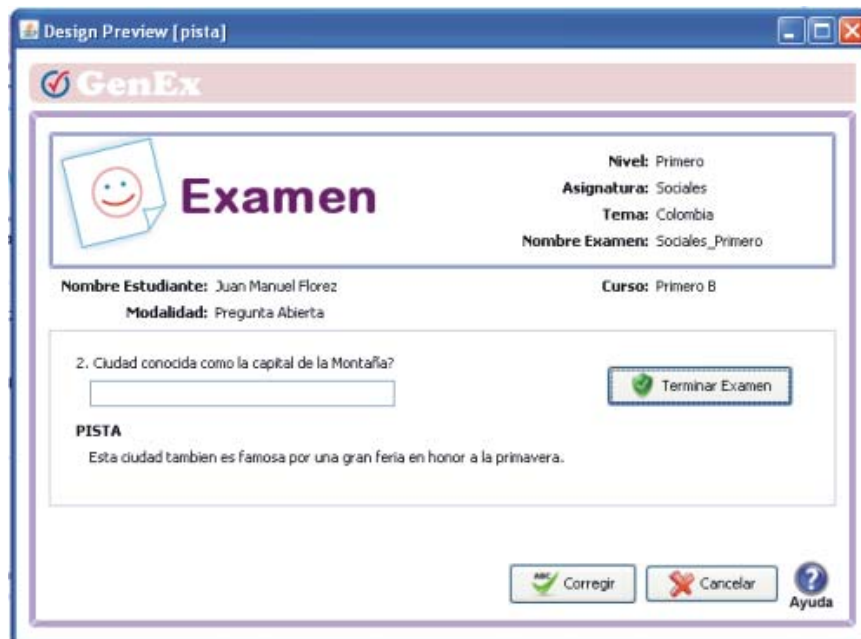 Design Preview [pista]
GenEx
Examen
Nivel: Primero
Asignatura: Sociales
Tema: Colombia
Nombre Examen: Sociales_Primero
Nombre Estudiante: Juan Manuel Florez
Curso: Primero B
Modalidad: Pregunta Abierta
2. Ciudad conocida como la capital de la Montaña?
Terminar Examen
PISTA
Esta ciudad tambien es famosa por una gran feria en honor a la primavera.
ABC
Corregir
Cancelar
?
Ayuda